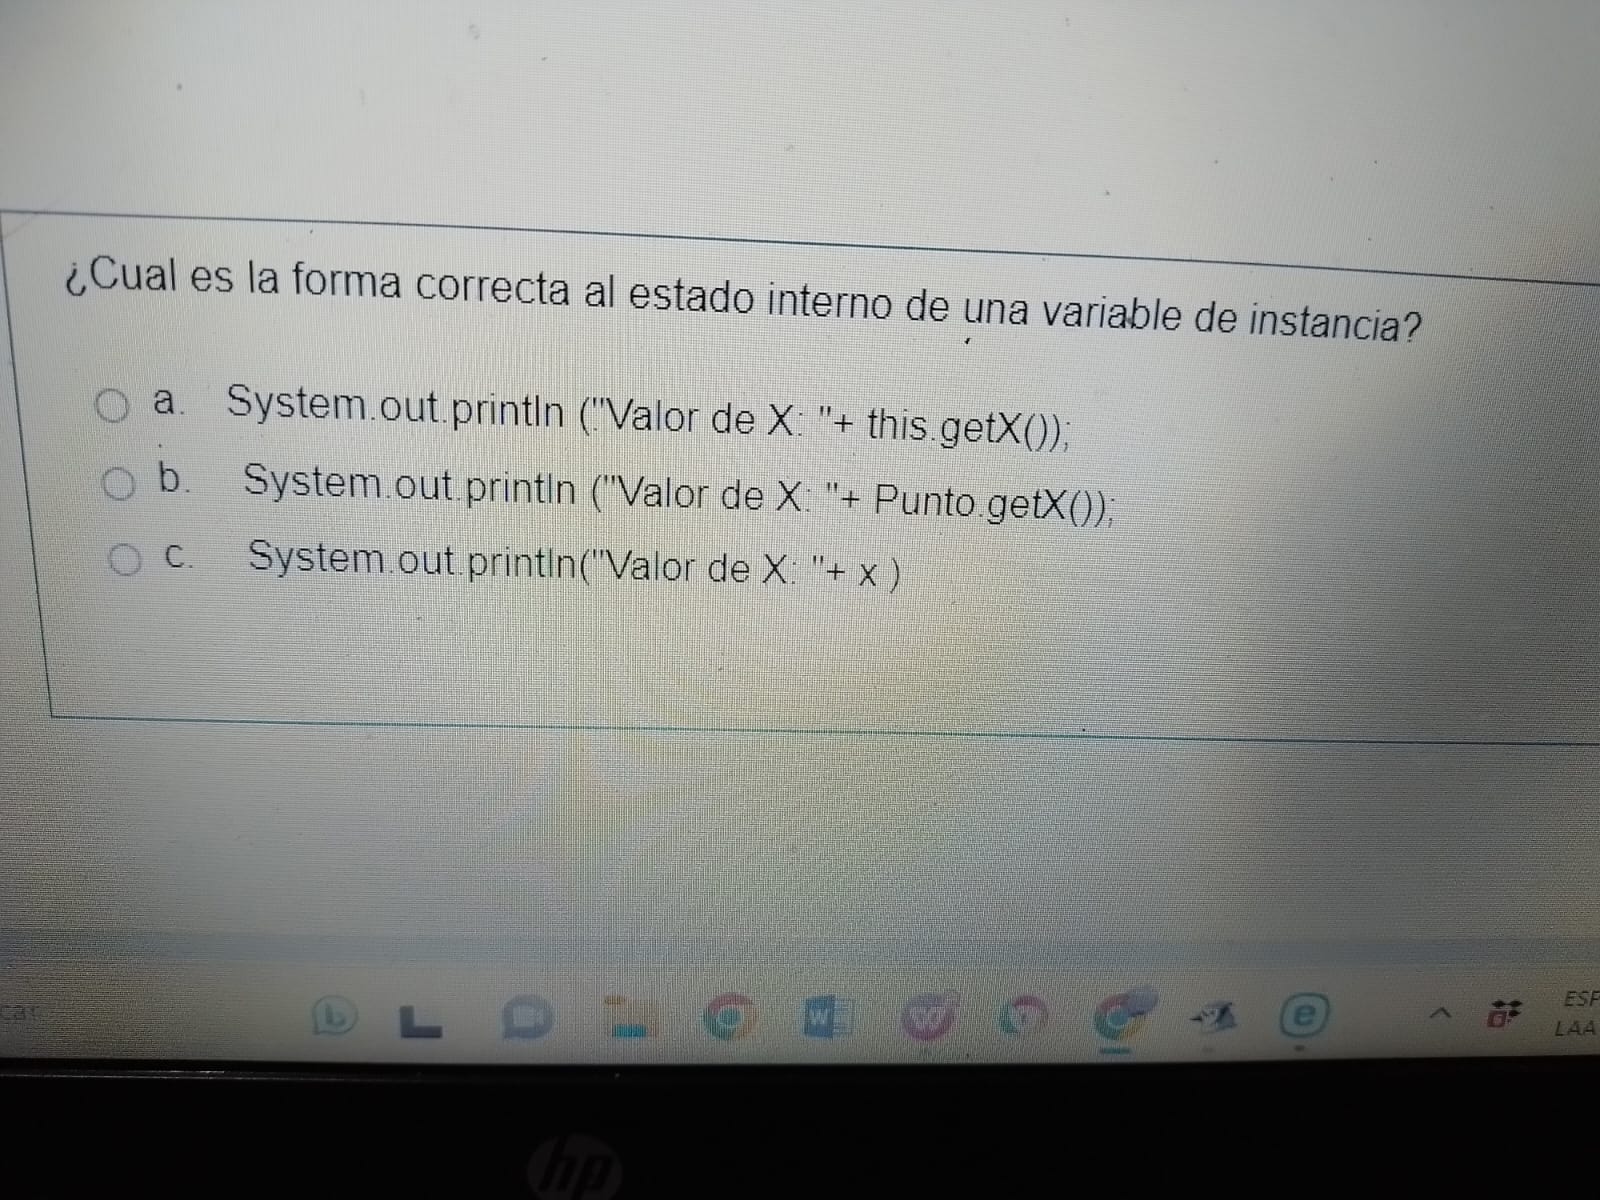 ¿Cual es la forma correcta al estado interno de una variable de instancia?
a. System.out.println ("Valor de X: "+ this.getX());
b. System.out.println ("Valor de X: "+ Punto.getX());
c. System.out.println("Valor de X: "+ x )
car
ESP
LAA
hp